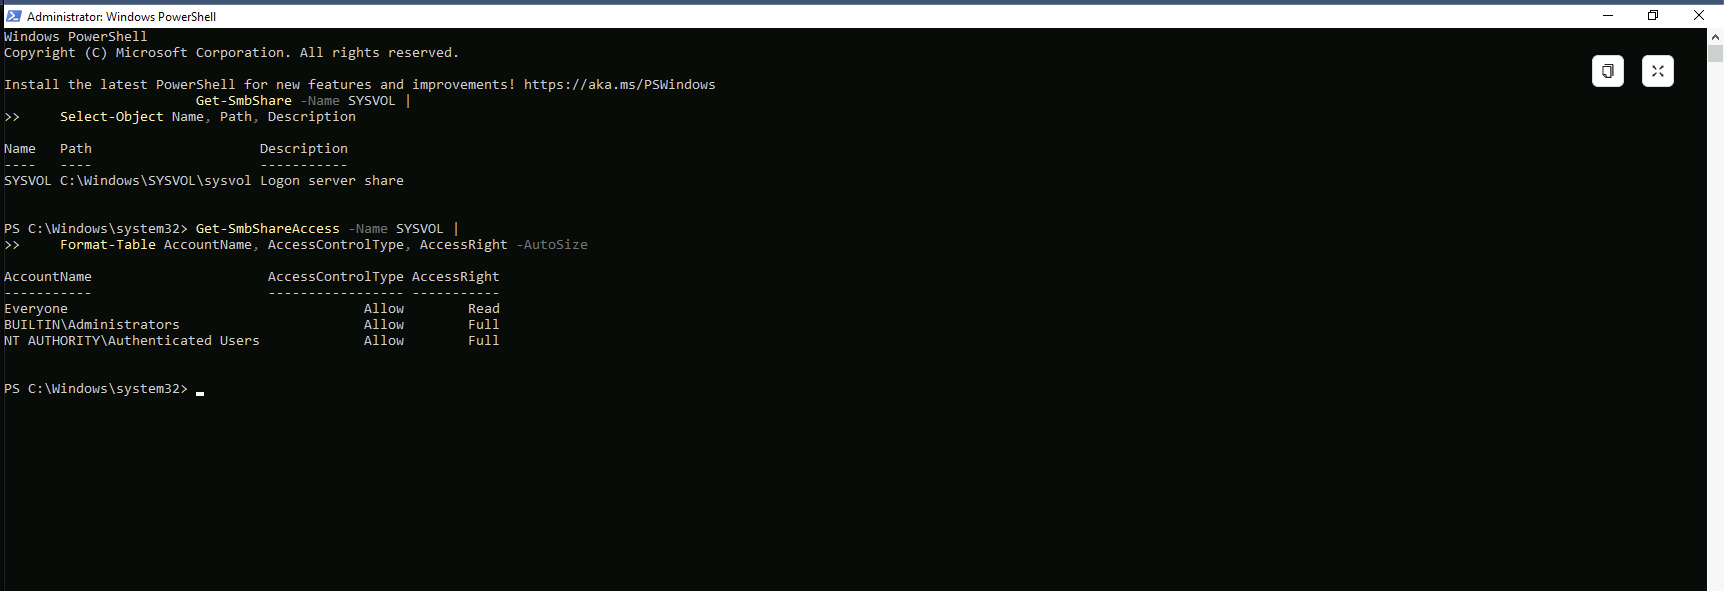 Administrator: Windows PowerShell
Windows PowerShell
Copyright (C) Microsoft Corporation. All rights reserved.
Install the latest PowerShell for new features and improvements! https://aka.ms/PSWindows
Get-SmbShare -Name SYSVOL |
>>     Select-Object Name, Path, Description
Name   Path                     Description
----   ----                     -----------
SYSVOL C:\Windows\SYSVOL\sysvol Logon server share
PS C:\Windows\system32> Get-SmbShareAccess -Name SYSVOL |
>>     Format-Table AccountName, AccessControlType, AccessRight -AutoSize
AccountName                      AccessControlType AccessRight
-----------                      ----------------- -----------
Everyone                                     Allow        Read
BUILTIN\Administrators                       Allow        Full
NT AUTHORITY\Authenticated Users             Allow        Full
PS C:\Windows\system32>